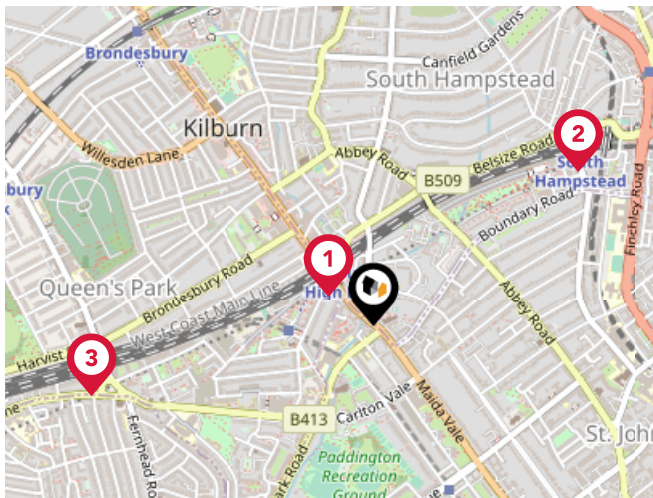 Canfield Gardens
Brondesbury
South Hampstead
Kilburn
2
Belsize Road
Willesden Lane
Abbey Road
South
Hampstead
B509
Finchley Road
bury
Boundary Road
1
High
Queen's Park
Brondesbury Road
West Coast Main Line
Abbey Road
3
Harvist
Maida Vale
Carlton Vale
B413
Fernhead Road
St. John
Paddington
Recreation
Ground